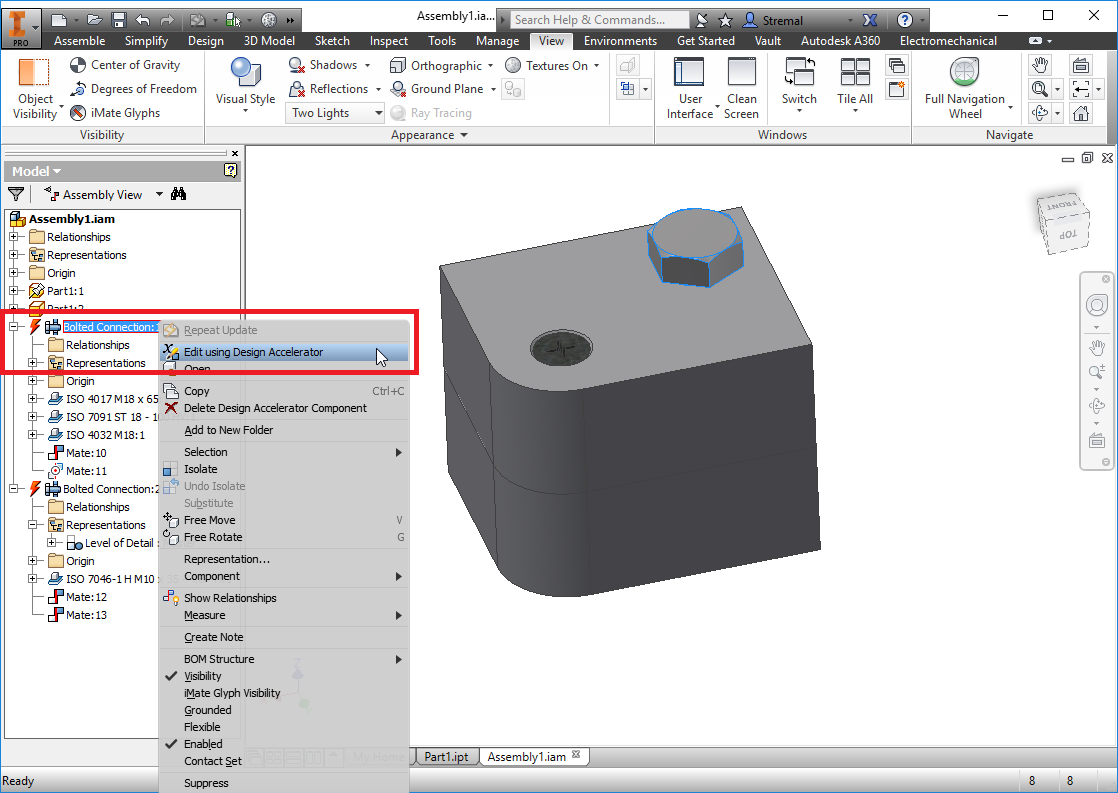 Assembly1.ia... Search Help & Commands... Stremal
PRO
Assemble Simplify Design 3D Model Sketch Inspect Tools Manage View Environments Get Started Vault Autodesk A360 Electromechanical
Object Visibility
Center of Gravity
Degrees of Freedom
iMate Glyphs
Visibility
Visual Style
Shadows
Reflections
Two Lights
Orthographic
Ground Plane
Ray Tracing
Textures On
Appearance
User Interface
Clean Screen
Switch
Tile All
Windows
Full Navigation Wheel
Navigate
Model
Assembly View
Assembly1.iam
Relationships
Representations
Origin
Part1:1
Part1:2
Bolted Connection:1
Relationships
Representations
Origin
ISO 4017 M18 x 65
ISO 7091 ST 18 - 1
ISO 4032 M18:1
Mate:10
Mate:11
Bolted Connection:2
Relationships
Representations
Level of Detail :
Origin
ISO 7046-1 H M10 x
Mate:12
Mate:13
Repeat Update
Edit using Design Accelerator
Open
Copy Ctrl+C
Delete Design Accelerator Component
Add to New Folder
Selection
Isolate
Undo Isolate
Substitute
Free Move V
Free Rotate G
Representation...
Component
Show Relationships
Measure
Create Note
BOM Structure
Visibility
iMate Glyph Visibility
Grounded
Flexible
Enabled
Contact Set
Suppress
FRONT
TOP
My Home Part1.ipt Assembly1.iam
Ready 8 8